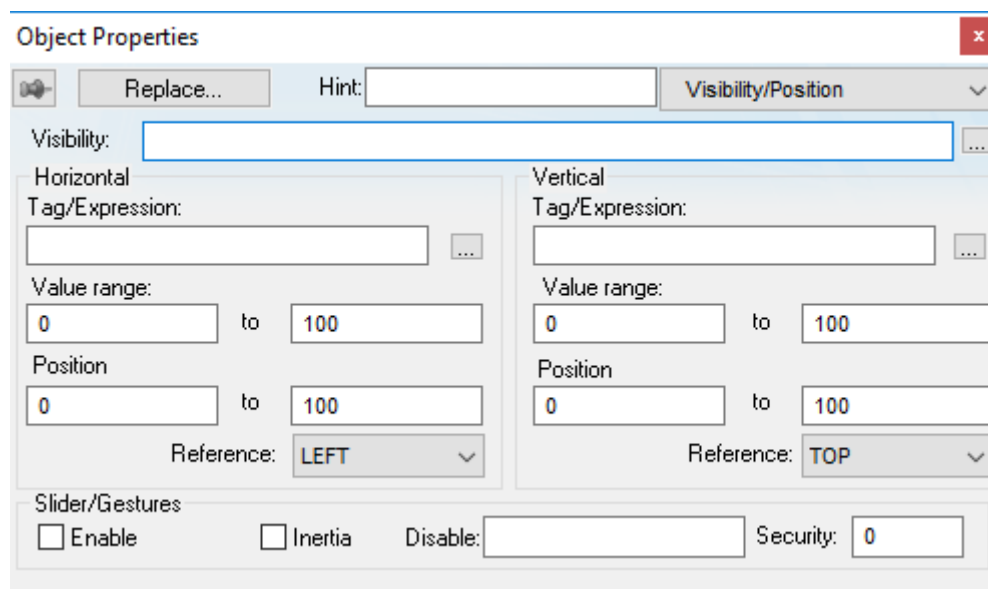 Object Properties
x
Replace... Hint: Visibility/Position
Visibility: ...
Horizontal Vertical
Tag/Expression: Tag/Expression:
... ...
Value range: Value range:
0 to 100 0 to 100
Position Position
0 to 100 0 to 100
Reference: LEFT Reference: TOP
Slider/Gestures
Enable Inertia Disable: Security: 0